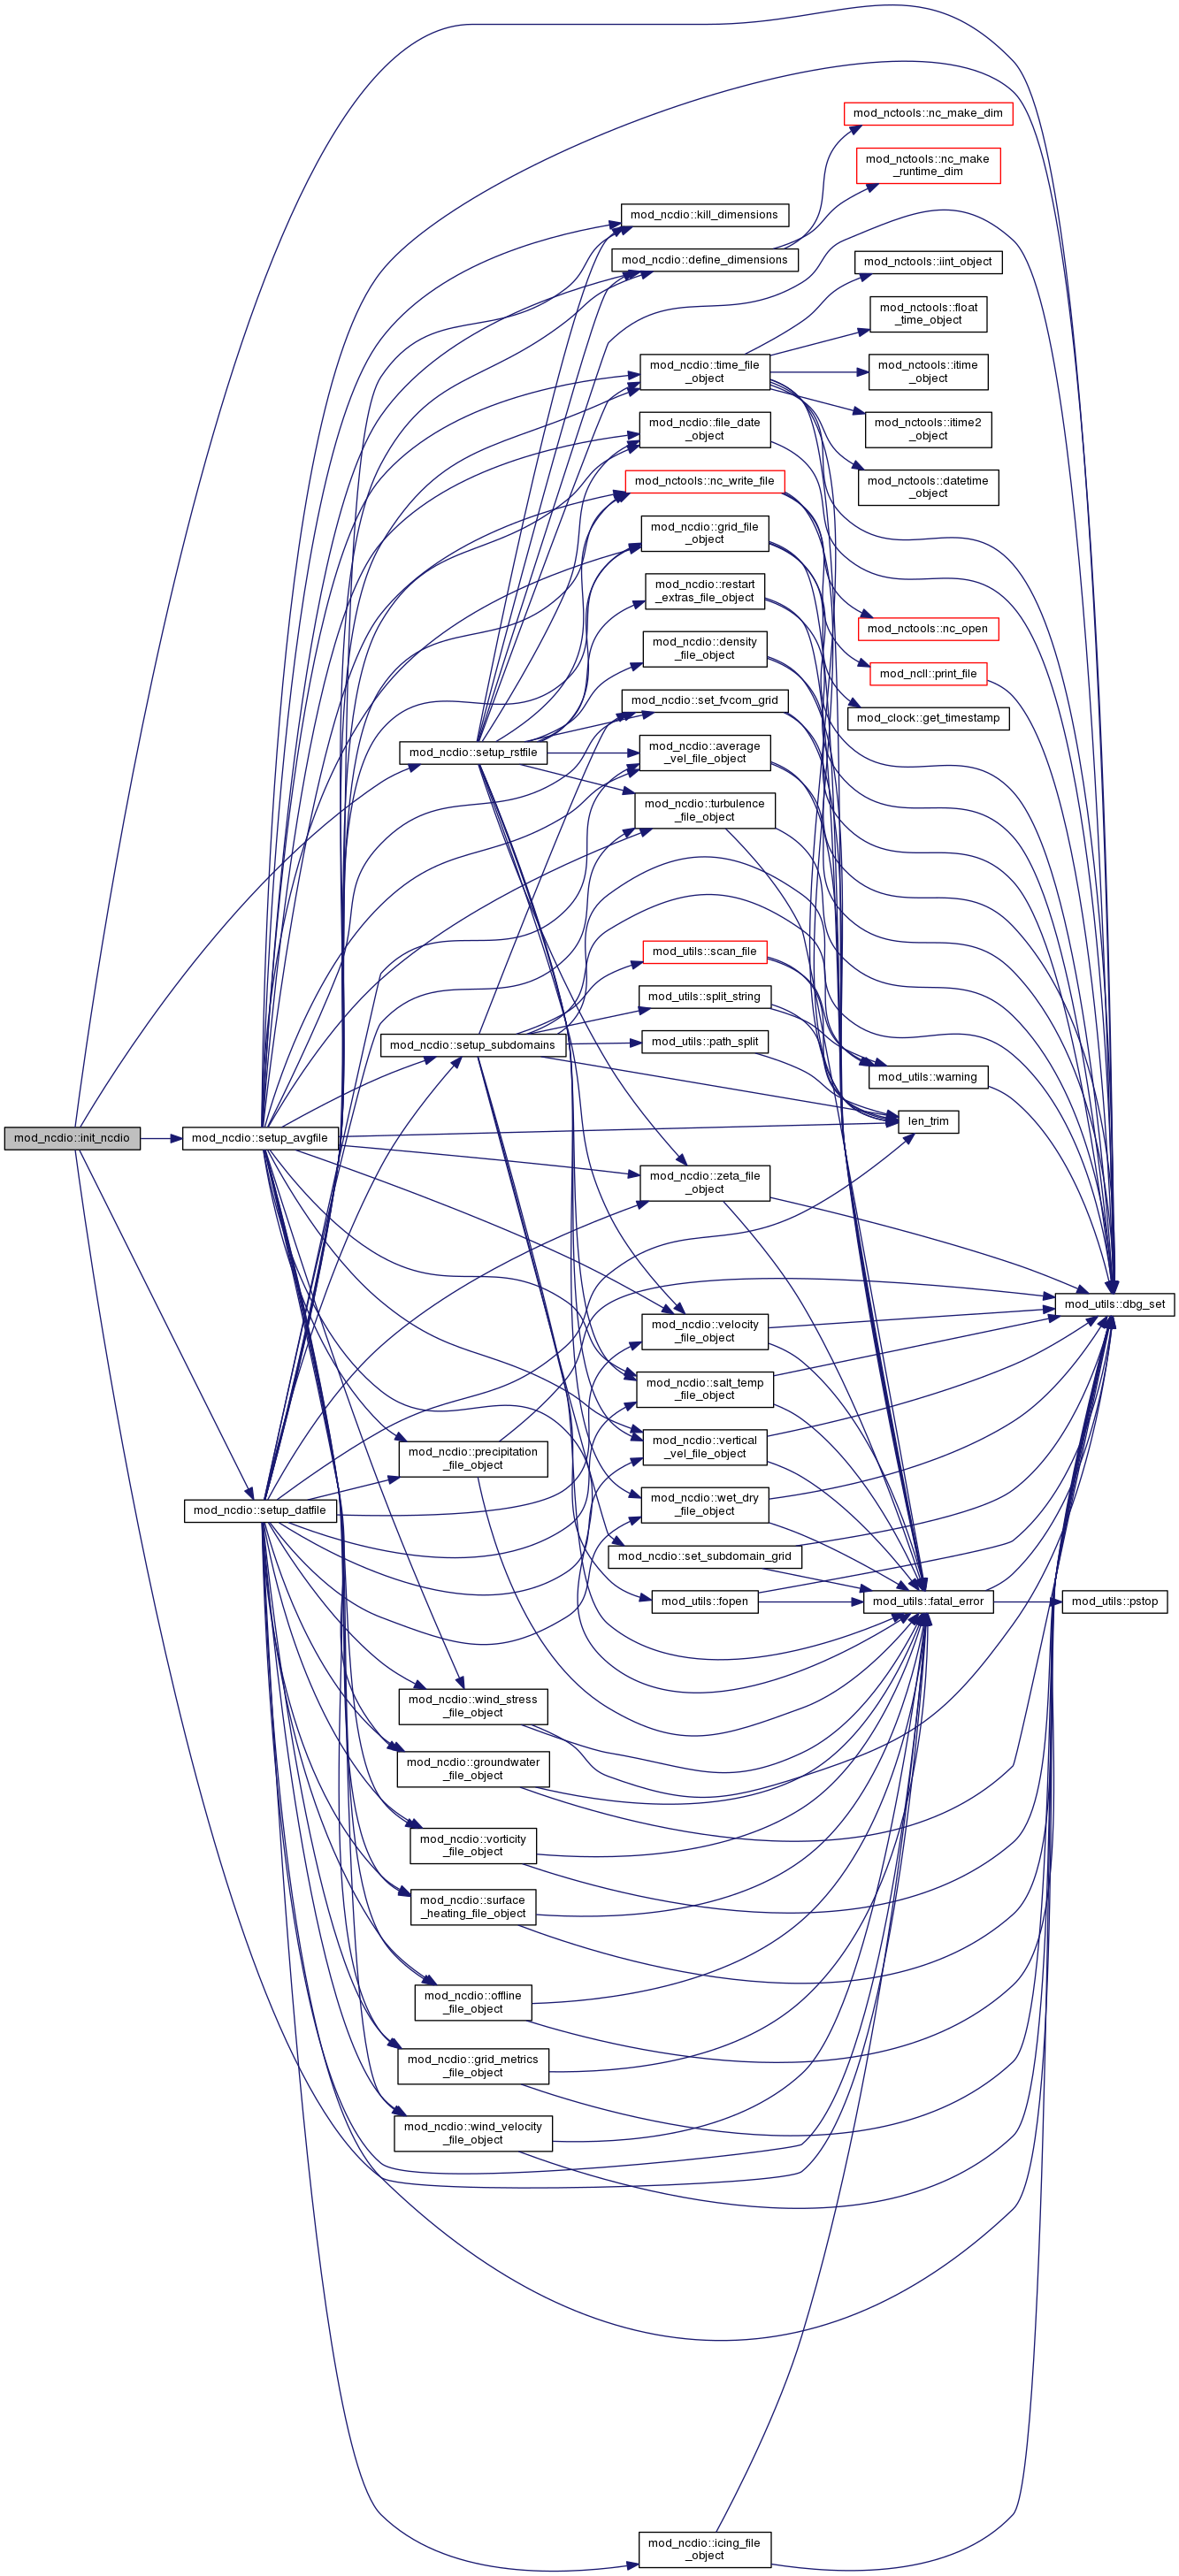 mod_nctools::nc_make_dim
mod_nctools::nc_make
_runtime_dim
mod_ncdio::kill_dimensions
mod_ncdio::define_dimensions
mod_nctools::iint_object
mod_nctools::float
_time_object
mod_ncdio::time_file
_object
mod_nctools::itime
_object
mod_ncdio::file_date
_object
mod_nctools::itime2
_object
mod_nctools::nc_write_file
mod_nctools::datetime
_object
mod_ncdio::grid_file
_object
mod_ncdio::restart
_extras_file_object
mod_nctools::nc_open
mod_ncdio::density
_file_object
mod_ncll::print_file
mod_ncdio::set_fvcom_grid
mod_clock::get_timestamp
mod_ncdio::setup_rstfile
mod_ncdio::average
_vel_file_object
mod_ncdio::turbulence
_file_object
mod_utils::scan_file
mod_utils::split_string
mod_ncdio::setup_subdomains
mod_utils::path_split
mod_utils::warning
len_trim
mod_ncdio::init_ncdio
mod_ncdio::setup_avgfile
mod_ncdio::zeta_file
_object
mod_utils::dbg_set
mod_ncdio::velocity
_file_object
mod_ncdio::salt_temp
_file_object
mod_ncdio::vertical
_vel_file_object
mod_ncdio::precipitation
_file_object
mod_ncdio::wet_dry
_file_object
mod_ncdio::setup_datfile
mod_ncdio::set_subdomain_grid
mod_utils::fopen
mod_utils::fatal_error
mod_utils::pstop
mod_ncdio::wind_stress
_file_object
mod_ncdio::groundwater
_file_object
mod_ncdio::vorticity
_file_object
mod_ncdio::surface
_heating_file_object
mod_ncdio::offline
_file_object
mod_ncdio::grid_metrics
_file_object
mod_ncdio::wind_velocity
_file_object
mod_ncdio::icing_file
_object